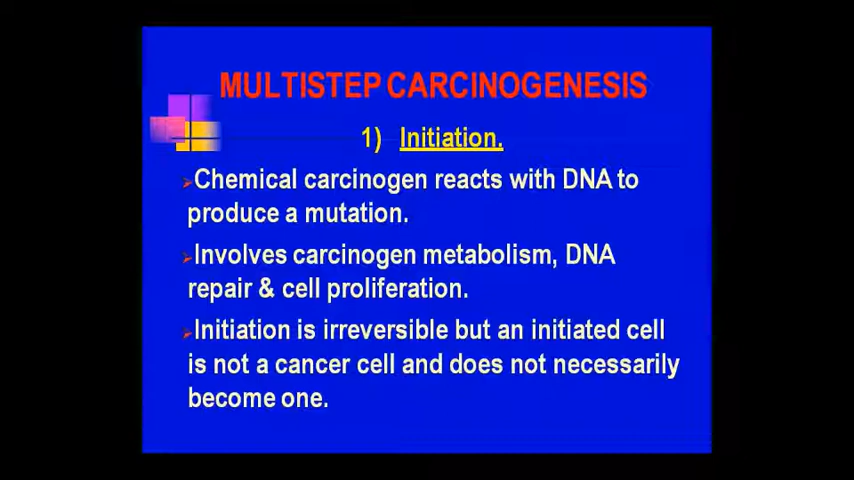 MULTISTEP CARCINOGENESIS
1) Initiation.
Chemical carcinogen reacts with DNA to
produce a mutation.
Involves carcinogen metabolism, DNA
repair & cell proliferation.
Initiation is irreversible but an initiated cell
is not a cancer cell and does not necessarily
become one.